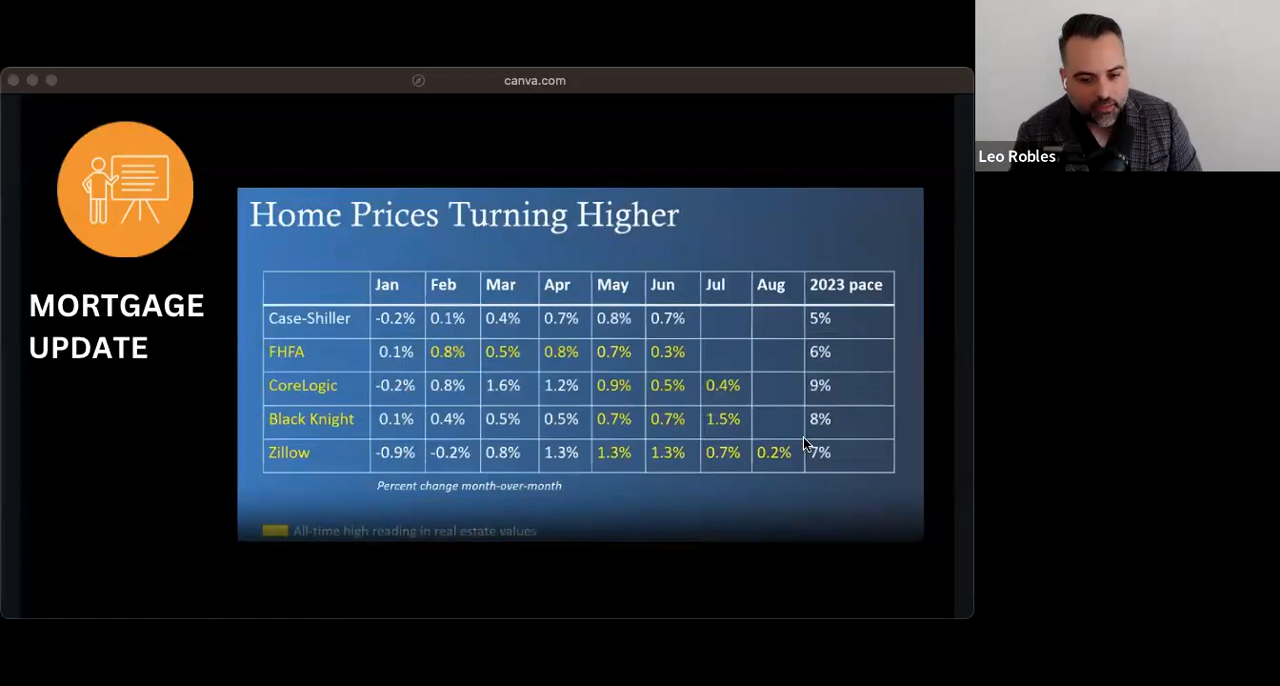 canva.com
Leo Robles
MORTGAGE
UPDATE
Home Prices Turning Higher
Jan Feb Mar Apr May Jun Jul Aug 2023 pace
Case-Shiller -0.2% 0.1% 0.4% 0.7% 0.8% 0.7% 5%
FHFA 0.1% 0.8% 0.5% 0.8% 0.7% 0.3% 6%
CoreLogic -0.2% 0.8% 1.6% 1.2% 0.9% 0.5% 0.4% 9%
Black Knight 0.1% 0.4% 0.5% 0.5% 0.7% 0.7% 1.5% 8%
Zillow -0.9% -0.2% 0.8% 1.3% 1.3% 1.3% 0.7% 0.2% 7%
Percent change month-over-month
All-time high reading in real estate values